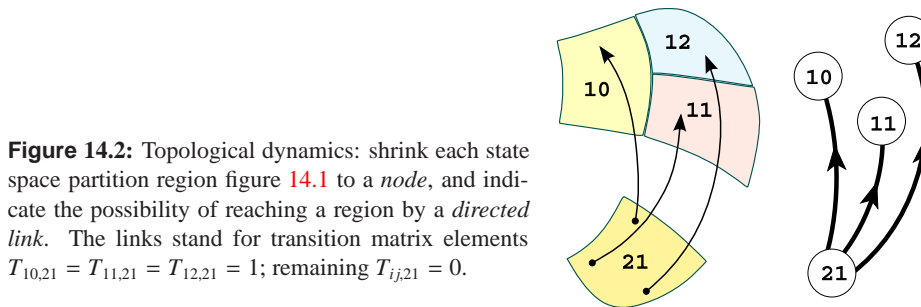 Figure 14.2: Topological dynamics: shrink each state
space partition region figure 14.1 to a node, and indi-
cate the possibility of reaching a region by a directed
link. The links stand for transition matrix elements
T10,21 = T11,21 = T12,21 = 1; remaining Tij,21 = 0.
12
10
11
21
12
10
11
21